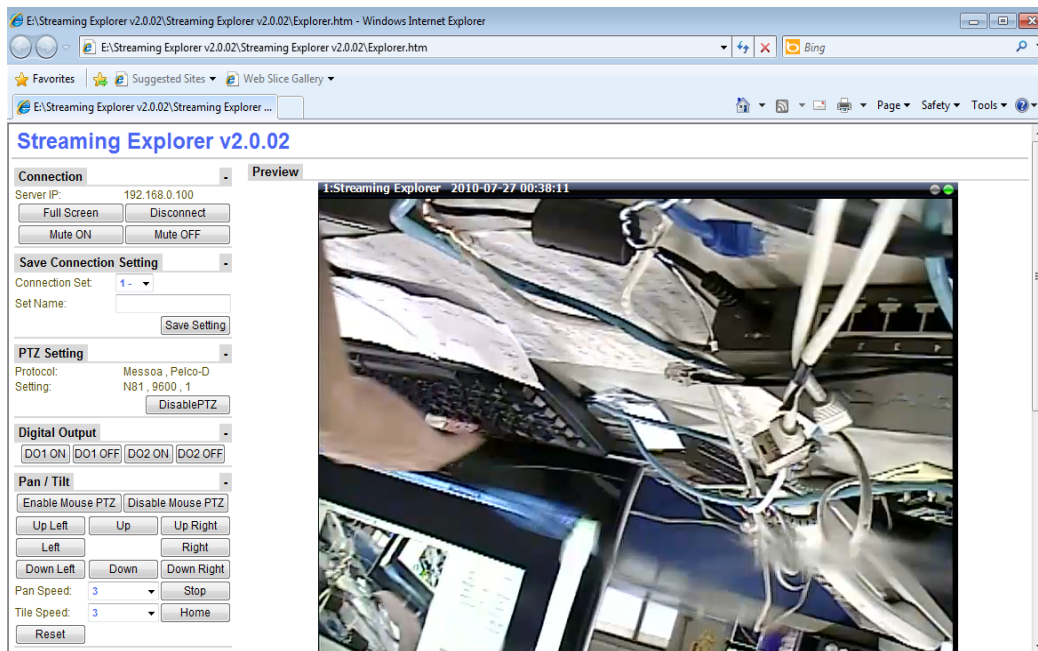 E:\Streaming Explorer v2.0.02\Streaming Explorer v2.0.02\Explorer.htm - Windows Internet Explorer
E:\Streaming Explorer v2.0.02\Streaming Explorer v2.0.02\Explorer.htm
Bing
Favorites Suggested Sites Web Slice Gallery
E:\Streaming Explorer v2.0.02\Streaming Explorer ...
Page Safety Tools
Streaming Explorer v2.0.02
Connection -
Server IP: 192.168.0.100
Full Screen Disconnect
Mute ON Mute OFF
Save Connection Setting -
Connection Set: 1 -
Set Name:
Save Setting
PTZ Setting -
Protocol: Messoa , Pelco-D
Setting: N81 , 9600 , 1
DisablePTZ
Digital Output -
DO1 ON DO1 OFF DO2 ON DO2 OFF
Pan / Tilt -
Enable Mouse PTZ Disable Mouse PTZ
Up Left Up Up Right
Left Right
Down Left Down Down Right
Pan Speed: 3 Stop
Tile Speed: 3 Home
Reset
Preview
1:Streaming Explorer 2010-07-27 00:38:11